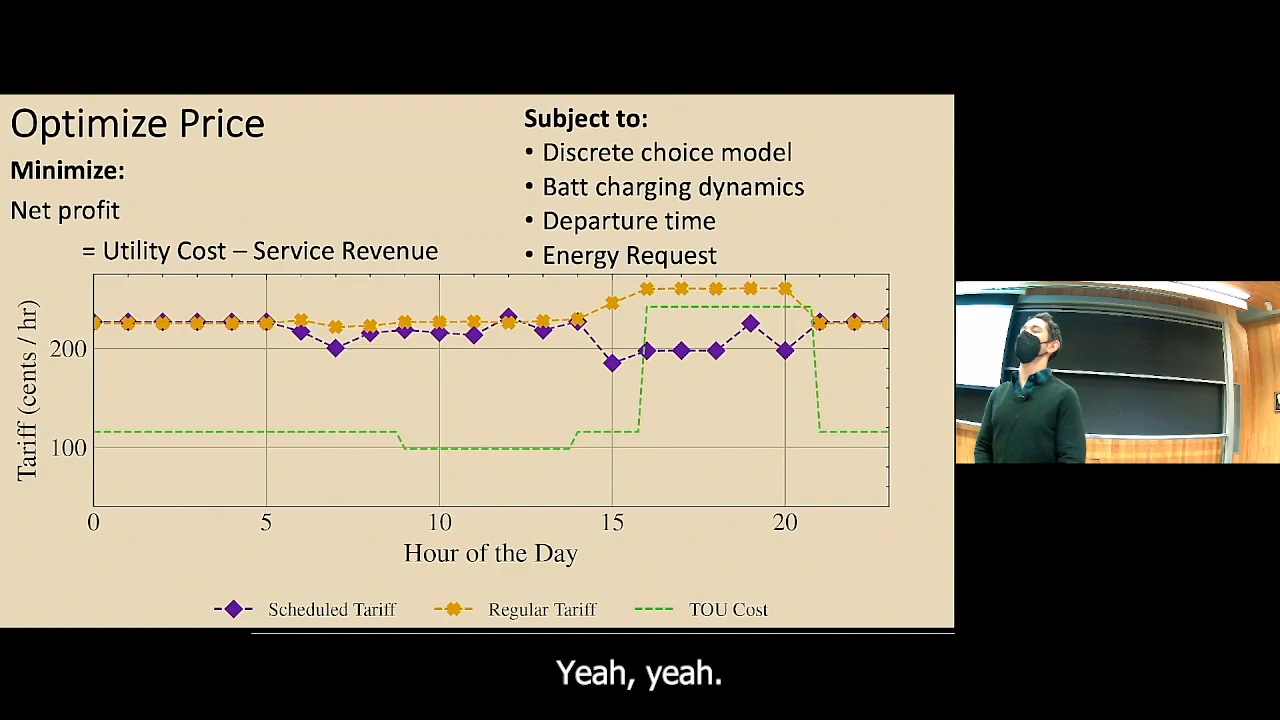 Optimize Price
Minimize:
Net profit
= Utility Cost – Service Revenue
Subject to:
• Discrete choice model
• Batt charging dynamics
• Departure time
• Energy Request
Tariff (cents / hr)
200
100
0 5 10 15 20
Hour of the Day
Scheduled Tariff Regular Tariff TOU Cost
Yeah, yeah.